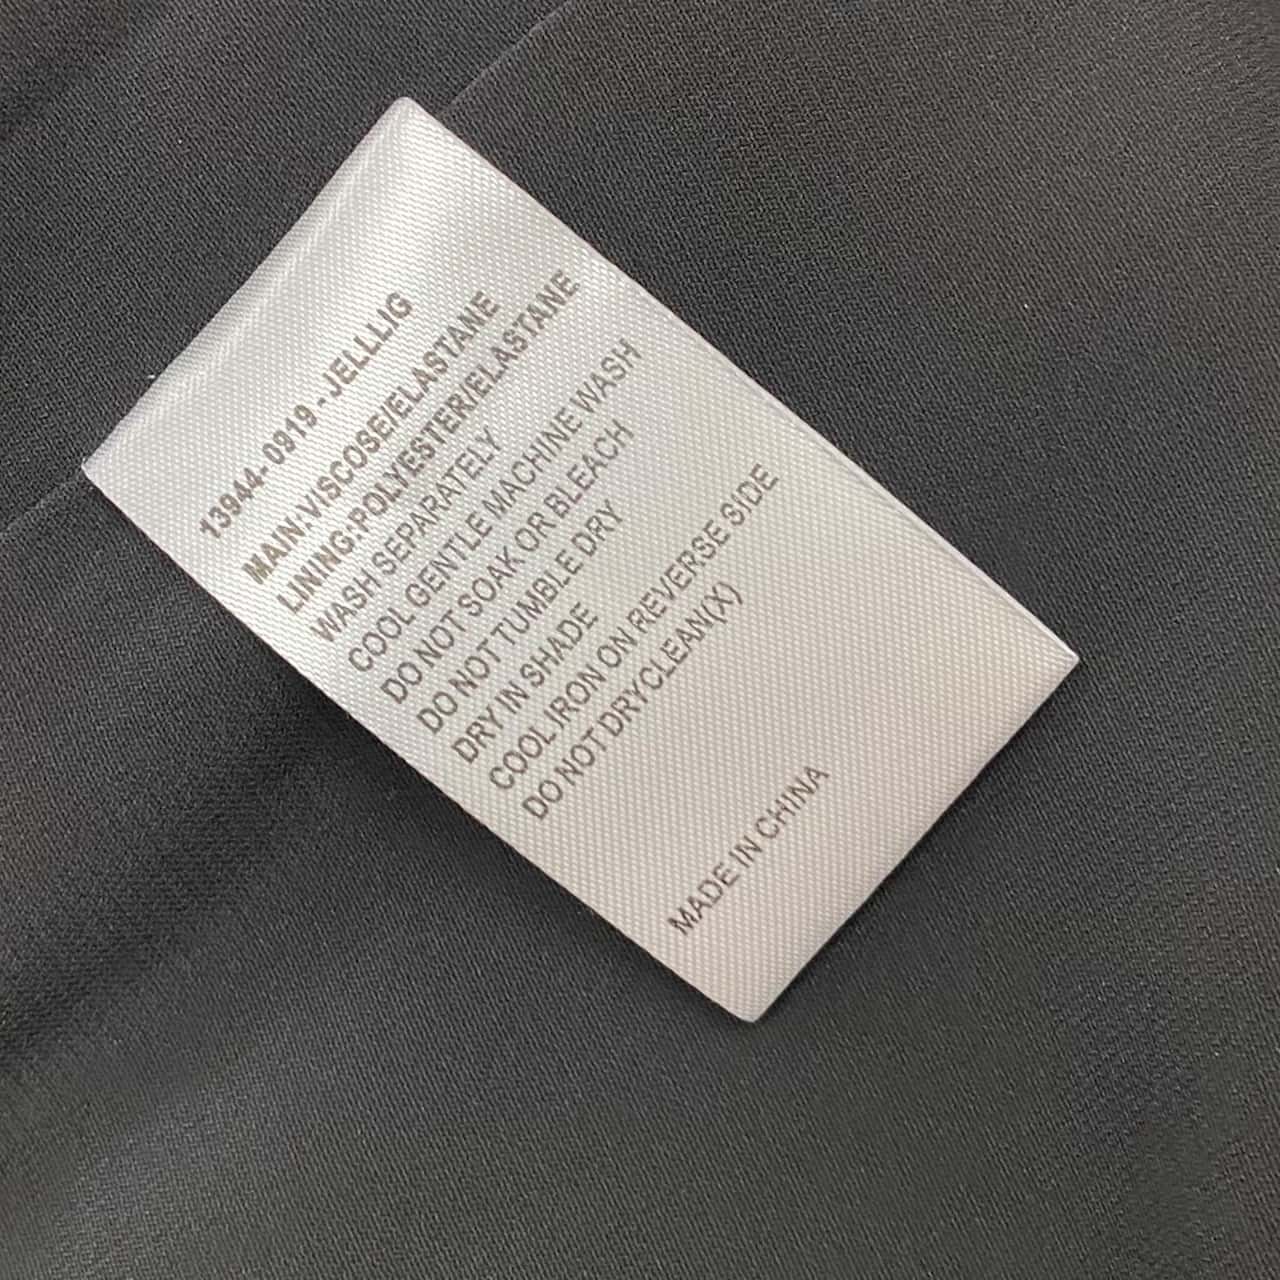 13944- 0919 - JELLLIG
MAIN:VISCOSE/ELASTANE
LINING:POLYESTER/ELASTANE
WASH SEPARATELY
COOL GENTLE MACHINE WASH
DO NOT SOAK OR BLEACH
DO NOT TUMBLE DRY
DRY IN SHADE
COOL IRON ON REVERSE SIDE
DO NOT DRYCLEAN(X)
MADE IN CHINA